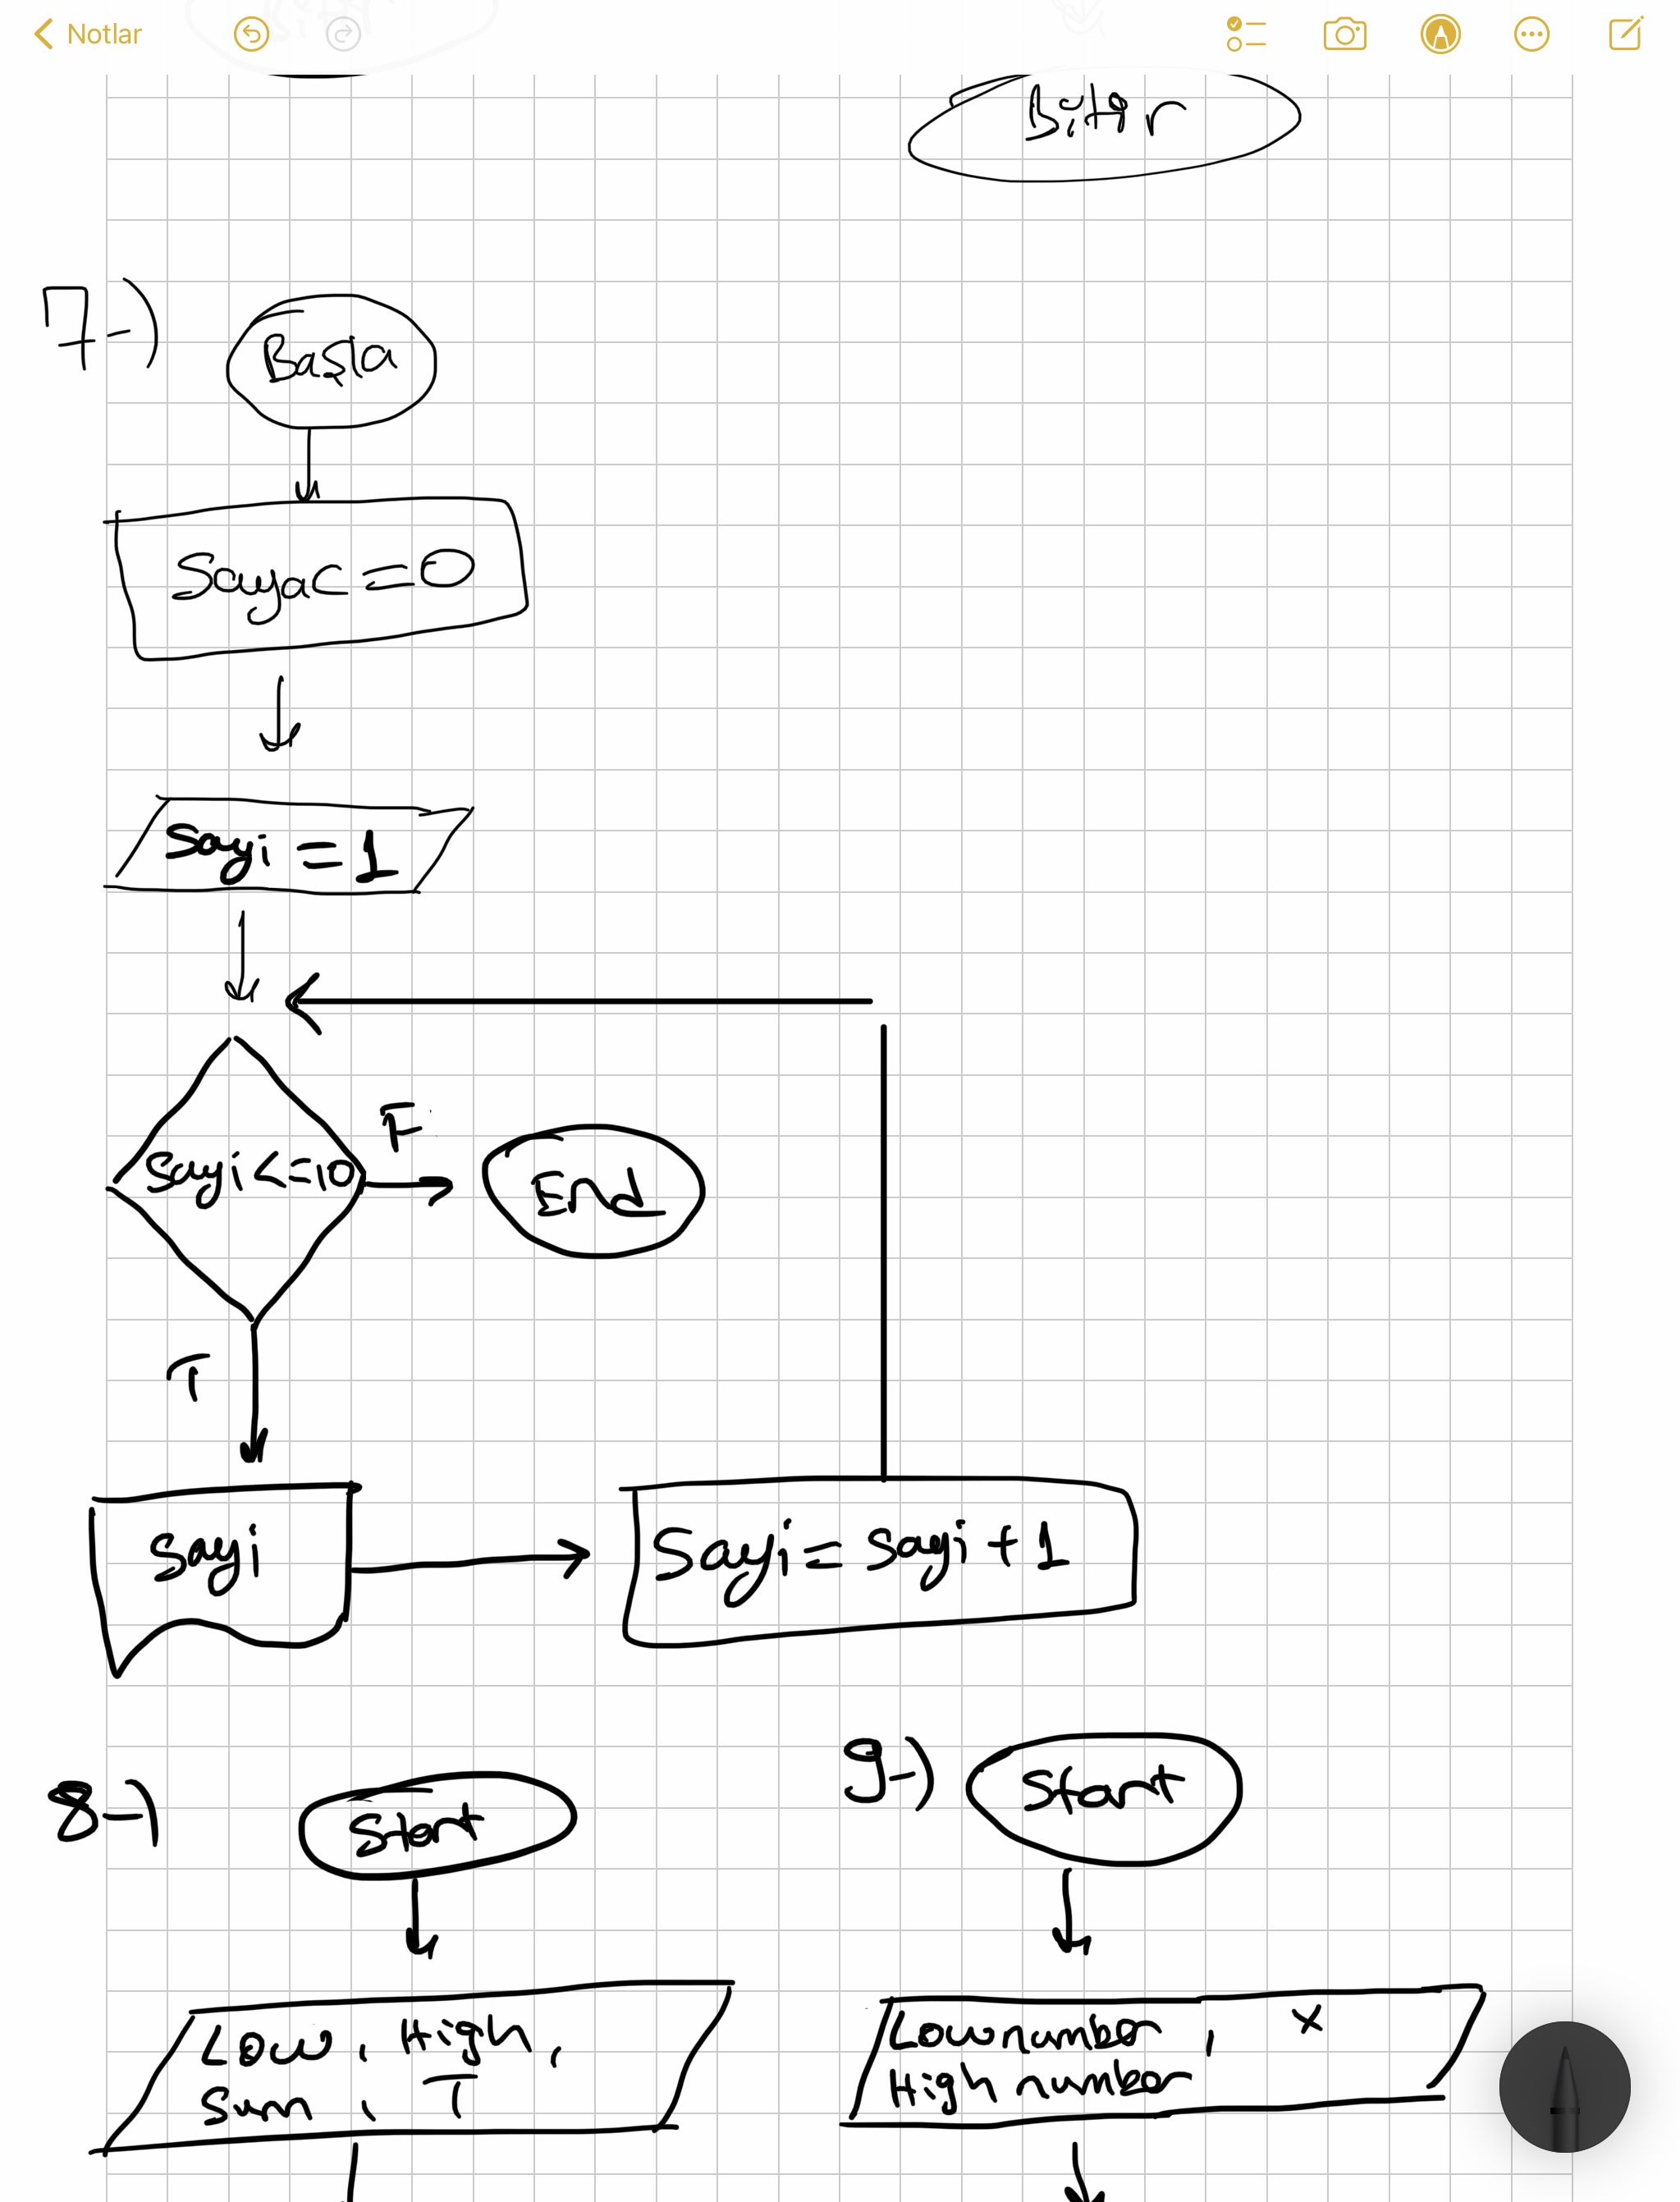 Notlar
Bitir
7-)
Başla
Sayac = 0
Sayi = 1
Sayi <= 10
F
End
T
Sayi
Sayi = Sayi + 1
8-)
Start
Low, High,
Sum, T
9-)
Start
Lownumber, x
High number